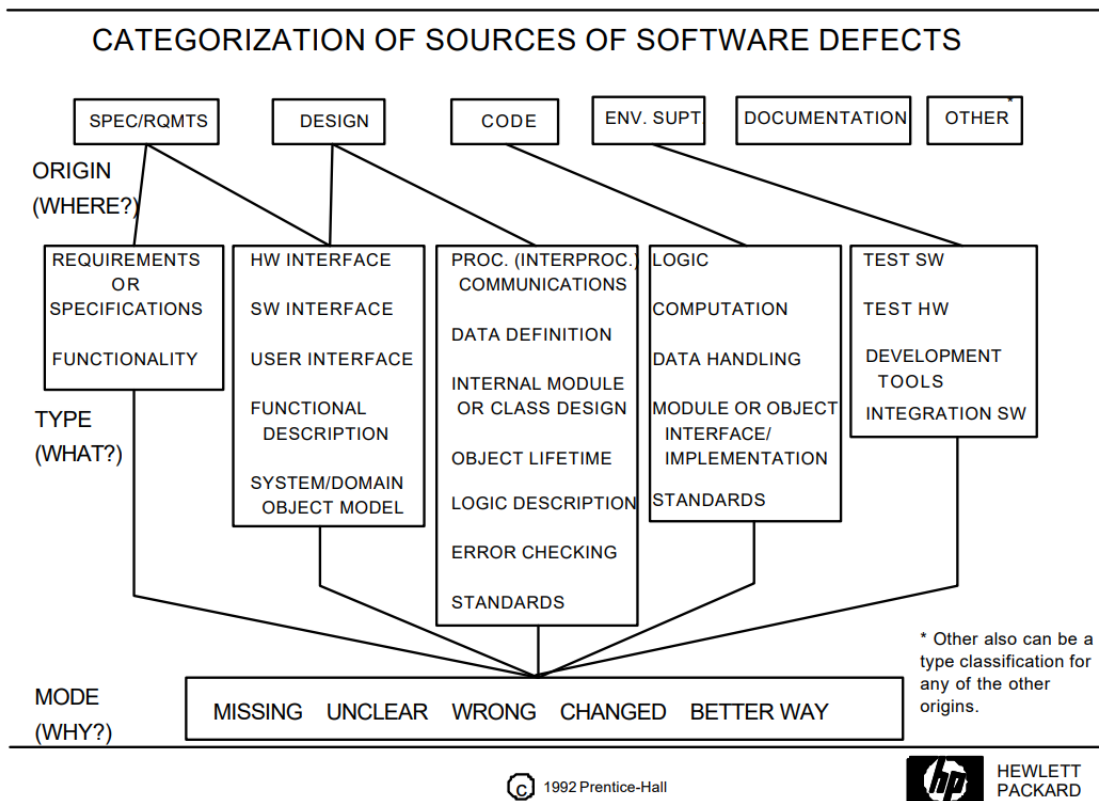 CATEGORIZATION OF SOURCES OF SOFTWARE DEFECTS
SPEC/RQMTS
DESIGN
CODE
ENV. SUPT.
DOCUMENTATION
OTHER *
ORIGIN
(WHERE?)
REQUIREMENTS
OR
SPECIFICATIONS
FUNCTIONALITY
HW INTERFACE
SW INTERFACE
USER INTERFACE
FUNCTIONAL
DESCRIPTION
SYSTEM/DOMAIN
OBJECT MODEL
PROC. (INTERPROC.)
COMMUNICATIONS
DATA DEFINITION
INTERNAL MODULE
OR CLASS DESIGN
OBJECT LIFETIME
LOGIC DESCRIPTION
ERROR CHECKING
STANDARDS
LOGIC
COMPUTATION
DATA HANDLING
MODULE OR OBJECT
INTERFACE/
IMPLEMENTATION
STANDARDS
TEST SW
TEST HW
DEVELOPMENT
TOOLS
INTEGRATION SW
TYPE
(WHAT?)
* Other also can be a
type classification for
any of the other
origins.
MODE
(WHY?)
MISSING UNCLEAR WRONG CHANGED BETTER WAY
© 1992 Prentice-Hall
hp
HEWLETT
PACKARD